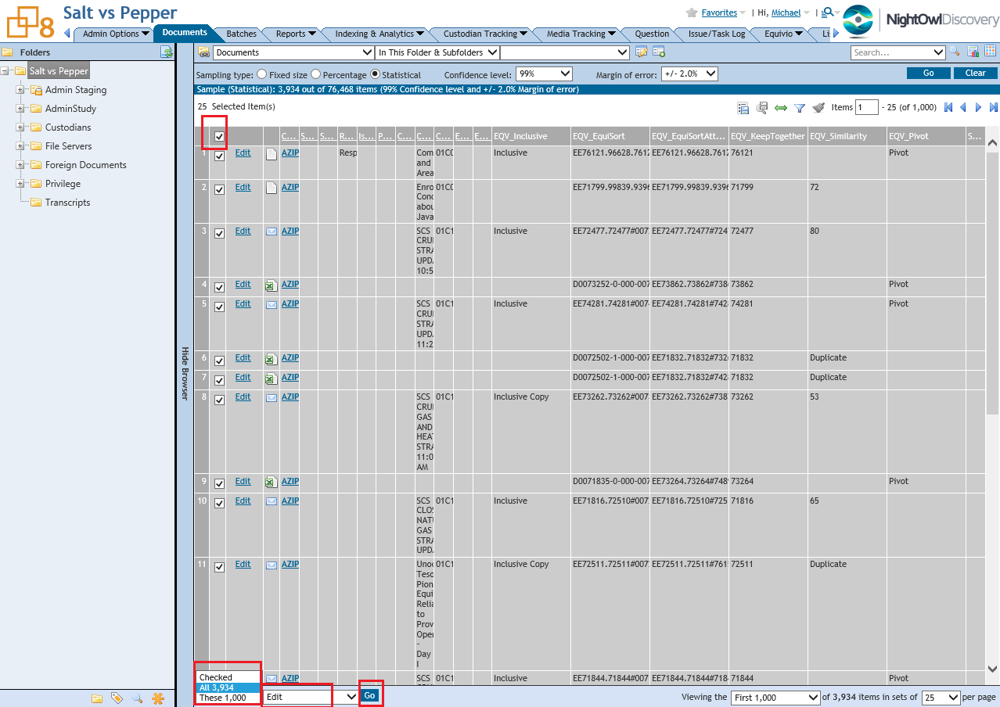 8 Salt vs Pepper
Favorites | Hi, Michael |
NightOwlDiscovery
Admin Options Documents Batches Reports Indexing & Analytics Custodian Tracking Media Tracking Question Issue/Task Log Equivio
Folders
Salt vs Pepper
Admin Staging
AdminStudy
Custodians
File Servers
Foreign Documents
Privilege
Transcripts
Hide Browser
Documents In This Folder & Subfolders Search...
Sampling type: Fixed size Percentage Statistical Confidence level: 99% Margin of error: +/- 2.0% Go Clear
Sample (Statistical): 3,934 out of 76,468 items (99% Confidence level and +/- 2.0% Margin of error)
25 Selected Item(s) Items 1 - 25 (of 1,000)
C... S... S... R... Is... P... C... C... C... E... E... EQV_Inclusive EQV_EquiSort EQV_EquiSortAtt... EQV_KeepTogether EQV_Similarity EQV_Pivot S...
1 Edit AZIP Resp Com and Area 01C0 Inclusive EE76121.96628.7612 EE76121.96628.7612 76121 Pivot
2 Edit AZIP Enro Conc abou Java 01C0 EE71799.99839.9396 EE71799.99839.9396 71799 72
3 Edit AZIP SCS CRUI STRA UPD 10:5 01C1 Inclusive EE72477.72477#007 EE72477.72477#724 72477 80
4 Edit AZIP D0073252-0-000-007 EE73862.73862#738 73862 Pivot
5 Edit AZIP SCS CRUI STRA UPD 11:2 01C1 Inclusive EE74281.74281#007 EE74281.74281#742 74281 Pivot
6 Edit AZIP D0072502-1-000-007 EE71832.71832#732 71832 Duplicate
7 Edit AZIP D0072502-1-000-007 EE71832.71832#742 71832 Duplicate
8 Edit AZIP SCS CRUI GAS AND HEA STRA 11:0 AM 01C1 Inclusive Copy EE73262.73262#007 EE73262.73262#738 73262 53
9 Edit AZIP D0071835-0-000-007 EE73264.73264#748 73264 Pivot
10 Edit AZIP SCS CLO NATU GAS STRA UPD 01C1 Inclusive EE71816.72510#007 EE71816.72510#725 71816 65
11 Edit AZIP Unoc Teso Pion Equi Relia to Prov Oper - Day I 01C1 Inclusive Copy EE72511.72511#007 EE72511.72511#761 72511 Duplicate
AZIP SCS 01C1 Inclusive EE71844.71844#007 EE71844.71844#718 71844 Pivot
Checked
All 3,934
These 1,000
Edit Go Viewing the First 1,000 of 3,934 items in sets of 25 per page